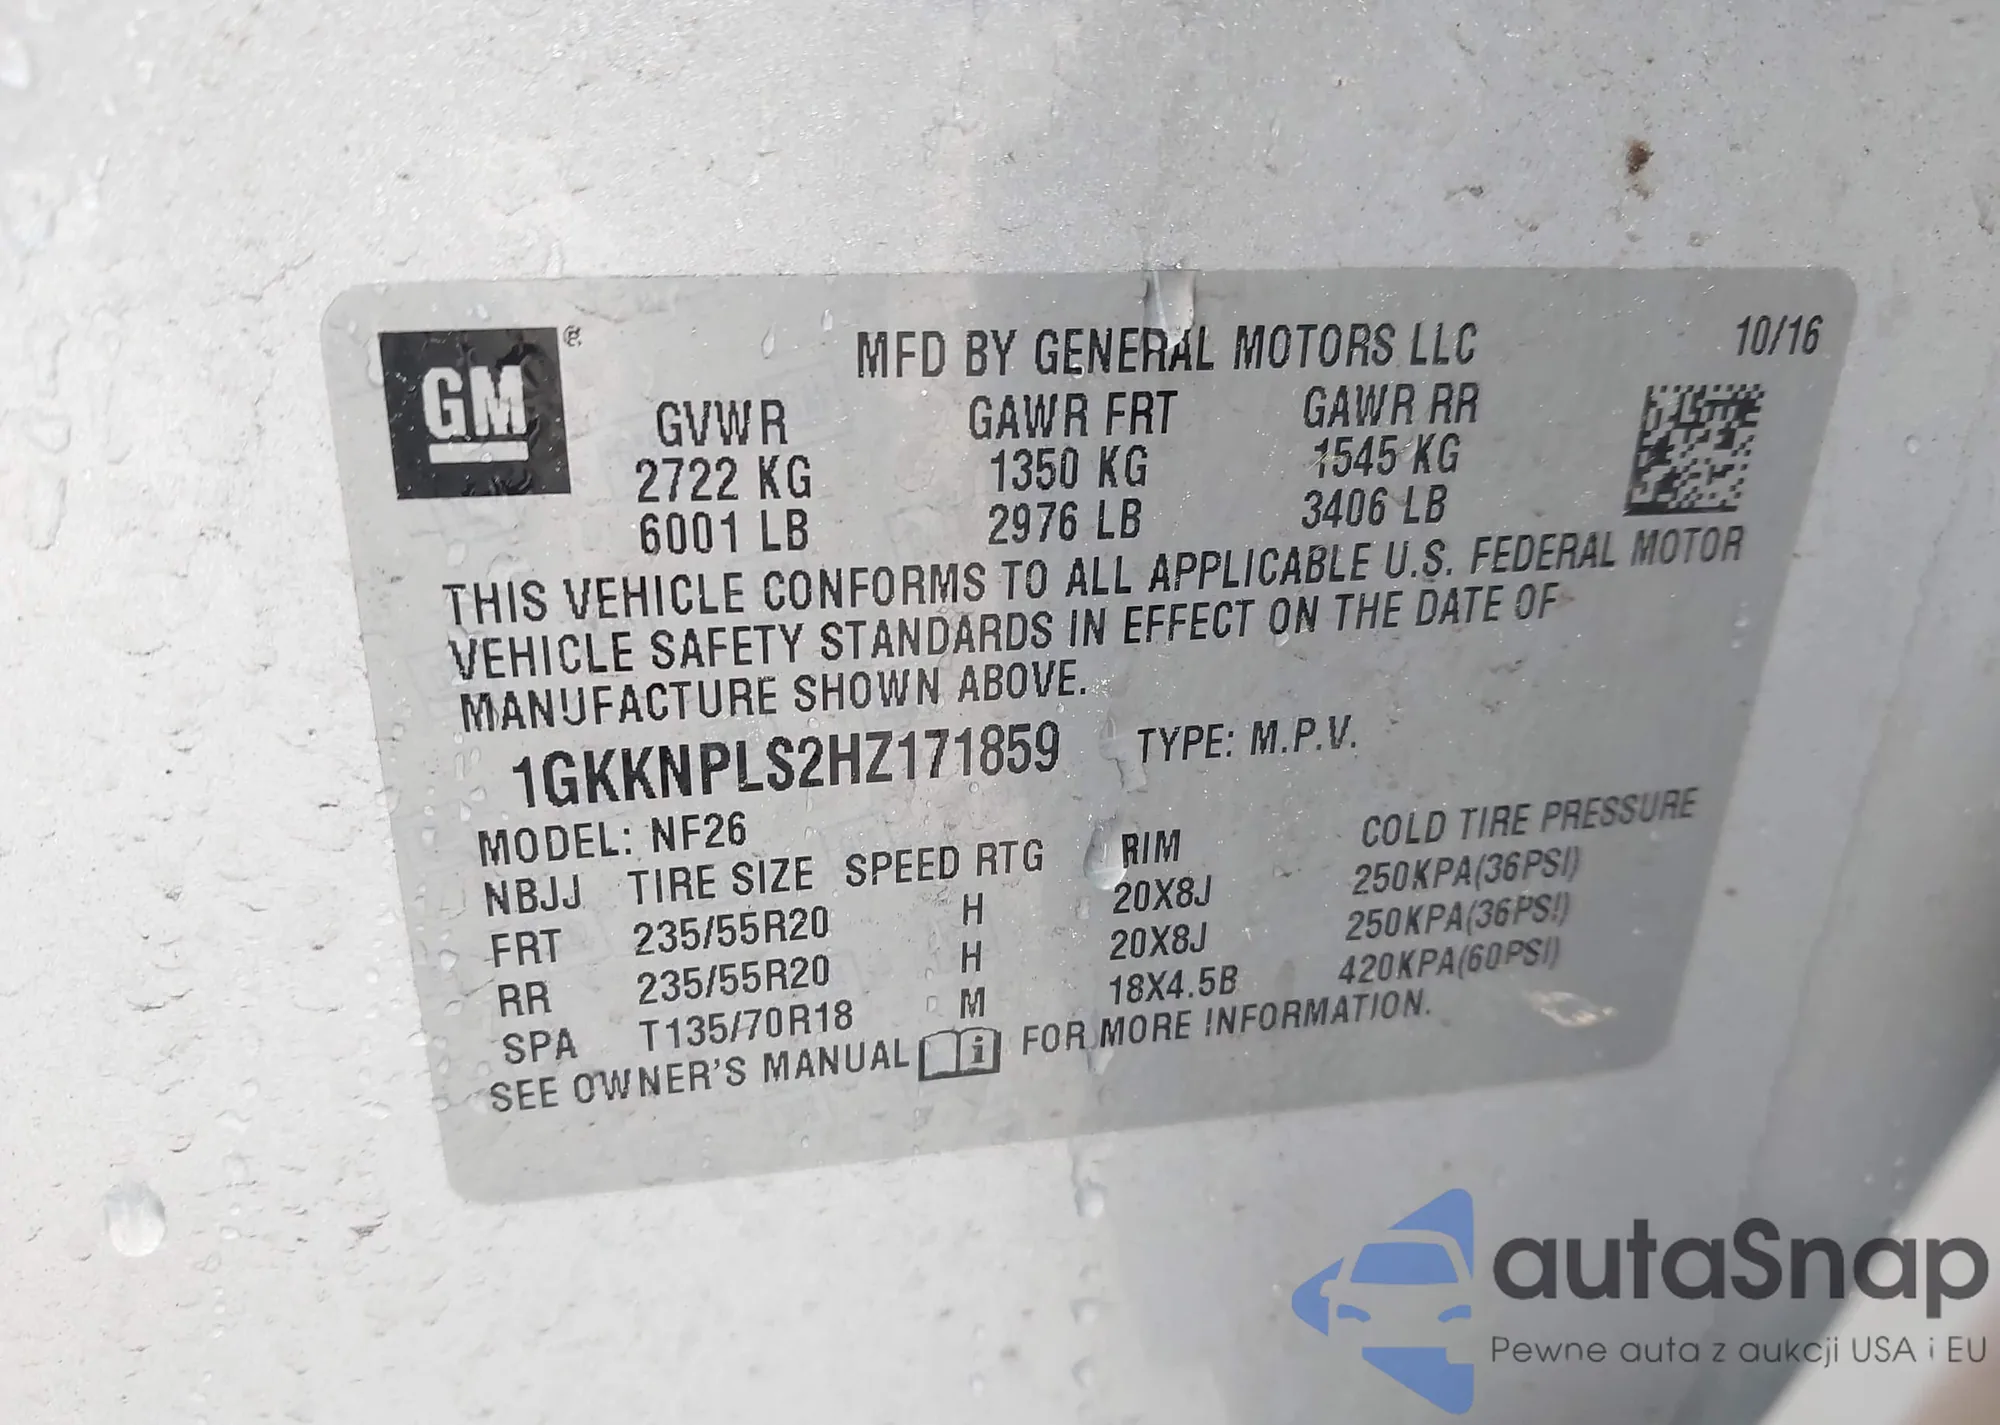 GM®
MFD BY GENERAL MOTORS LLC
10/16
GVWR GAWR FRT GAWR RR
2722 KG 1350 KG 1545 KG
6001 LB 2976 LB 3406 LB
THIS VEHICLE CONFORMS TO ALL APPLICABLE U.S. FEDERAL MOTOR
VEHICLE SAFETY STANDARDS IN EFFECT ON THE DATE OF
MANUFACTURE SHOWN ABOVE.
1GKKNPLS2HZ171859 TYPE: M.P.V.
MODEL: NF26
NBJJ TIRE SIZE SPEED RTG RIM COLD TIRE PRESSURE
FRT 235/55R20 H 20X8J 250KPA(36PSI)
RR 235/55R20 H 20X8J 250KPA(36PSI)
SPA T135/70R18 M 18X4.5B 420KPA(60PSI)
SEE OWNER'S MANUAL i FOR MORE INFORMATION.
autaSnap
Pewne auta z aukcji USA i EU